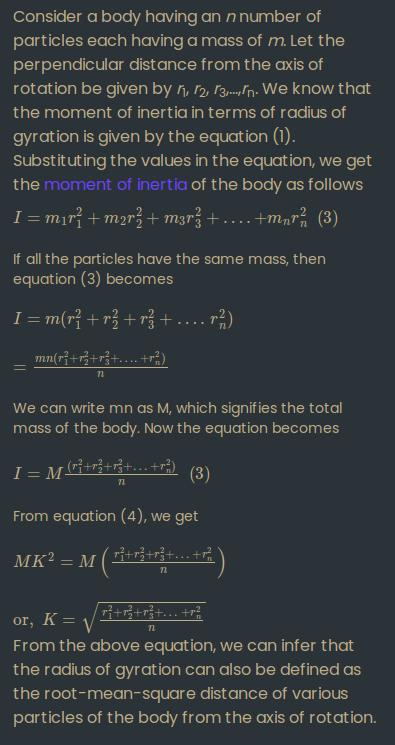 Consider a body having an n number of
particles each having a mass of m. Let the
perpendicular distance from the axis of
rotation be given by r₁, r₂, r₃,...,rₙ. We know that
the moment of inertia in terms of radius of
gyration is given by the equation (1).
Substituting the values in the equation, we get
the moment of inertia of the body as follows
I = m₁r₁² + m₂r₂² + m₃r₃² + .... +mₙrₙ² (3)
If all the particles have the same mass, then
equation (3) becomes
I = m(r₁² + r₂² + r₃² + .... rₙ²)
= mn(r₁²+r₂²+r₃²+....+rₙ²)/n
We can write mn as M, which signifies the total
mass of the body. Now the equation becomes
I = M (r₁²+r₂²+r₃²+...+rₙ²)/n (3)
From equation (4), we get
MK² = M ( r₁²+r₂²+r₃²+...+rₙ²/n )
or, K = √(r₁²+r₂²+r₃²+...+rₙ²/n)
From the above equation, we can infer that
the radius of gyration can also be defined as
the root-mean-square distance of various
particles of the body from the axis of rotation.